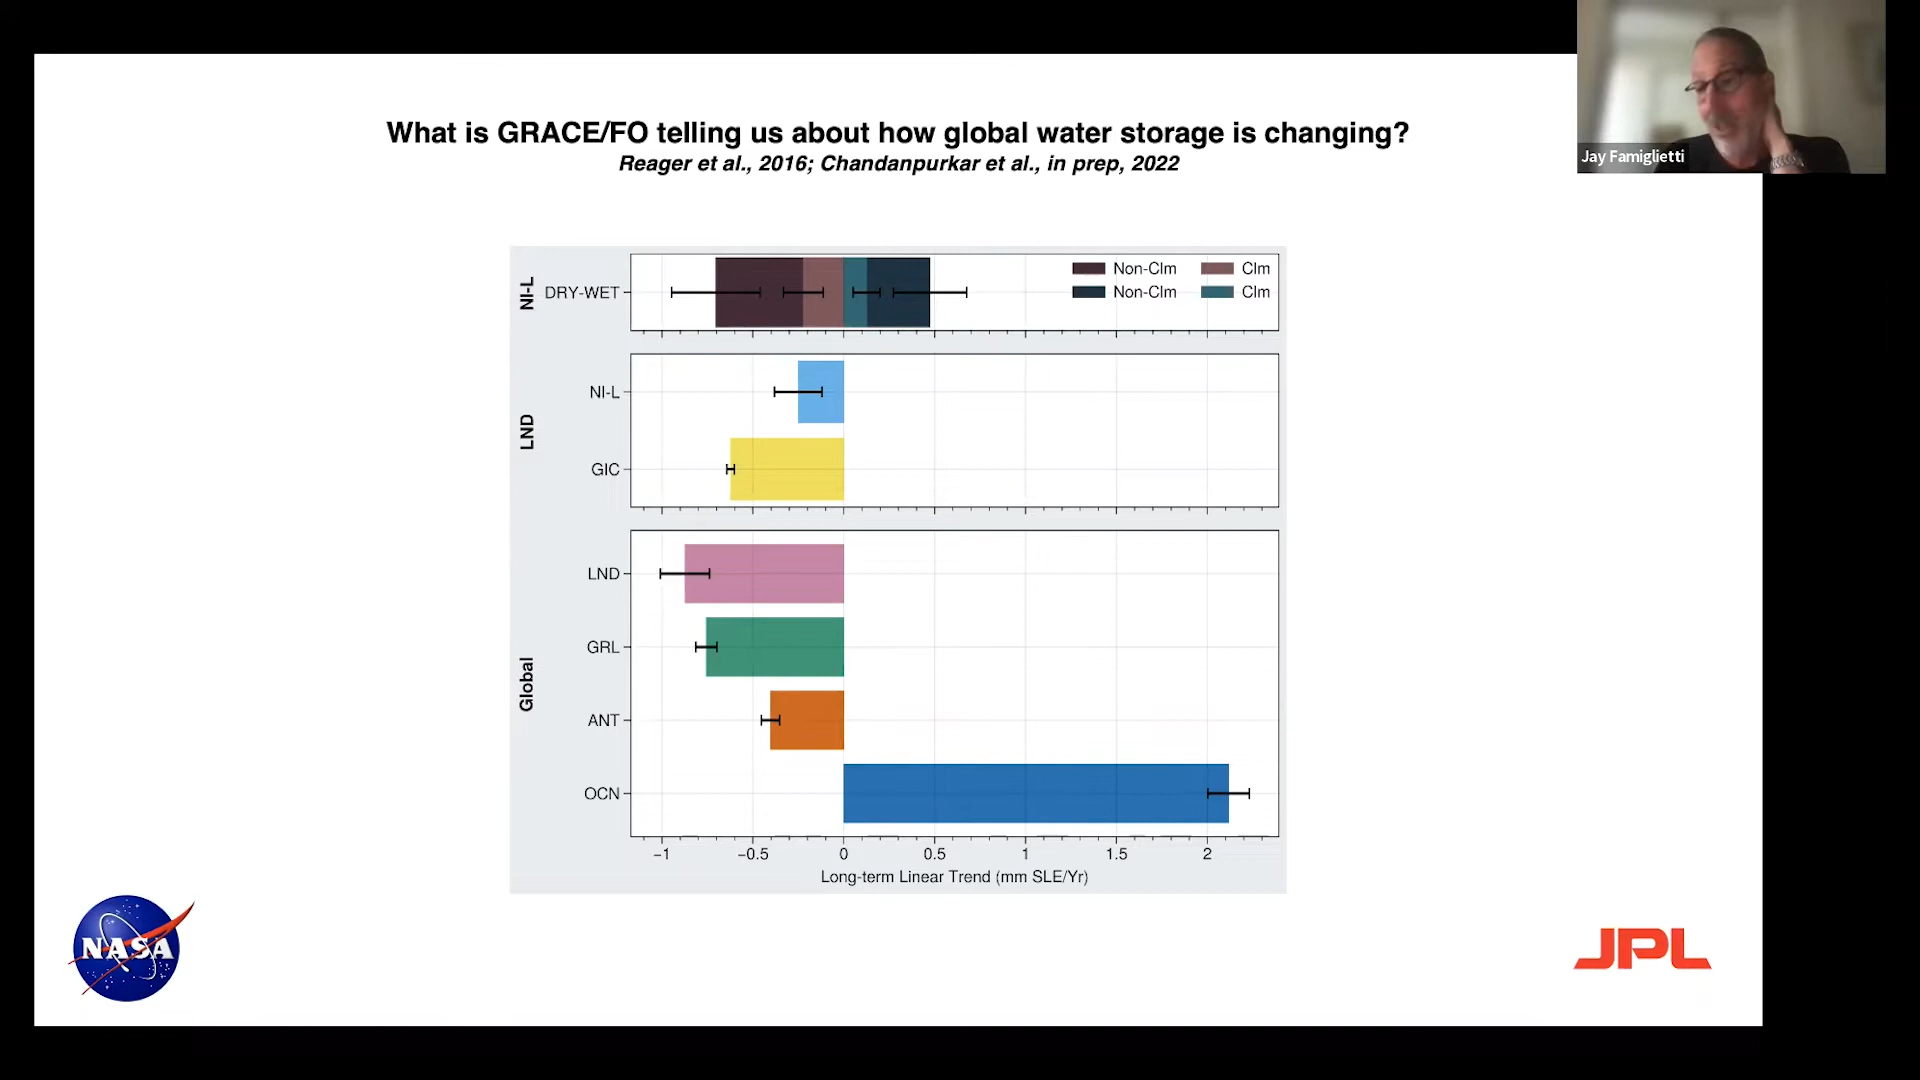 What is GRACE/FO telling us about how global water storage is changing?
Reager et al., 2016; Chandanpurkar et al., in prep, 2022
Jay Famiglietti
NI-L
DRY-WET
Non-Clm Clm
Non-Clm Clm
LND
NI-L
GIC
Global
LND
GRL
ANT
OCN
−1 −0.5 0 0.5 1 1.5 2
Long-term Linear Trend (mm SLE/Yr)
NASA
JPL